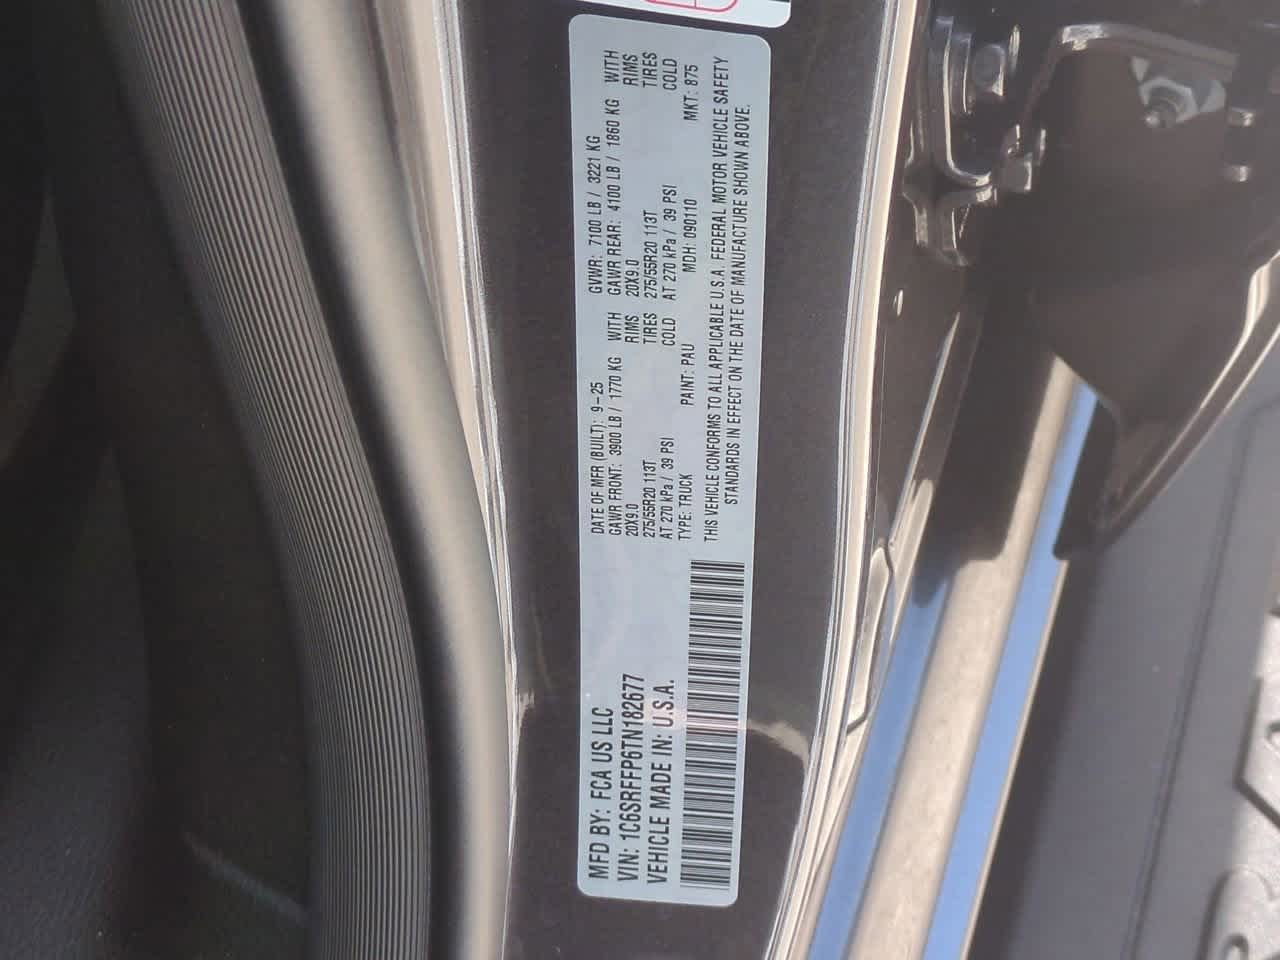 MFD BY: FCA US LLC
VIN: 1C6SRFFP6TN182677
VEHICLE MADE IN: U.S.A.
DATE OF MFR (BUILT): 9-25 GVWR: 7100 LB / 3221 KG
GAWR FRONT: 3900 LB / 1770 KG WITH GAWR REAR: 4100 LB / 1860 KG WITH
20X9.0 RIMS 20X9.0 RIMS
275/55R20 113T TIRES 275/55R20 113T TIRES
AT 270 kPa / 39 PSI COLD AT 270 kPa / 39 PSI COLD
TYPE: TRUCK PAINT: PAU MDH: 090110 MKT: 875
THIS VEHICLE CONFORMS TO ALL APPLICABLE U.S.A. FEDERAL MOTOR VEHICLE SAFETY
STANDARDS IN EFFECT ON THE DATE OF MANUFACTURE SHOWN ABOVE.